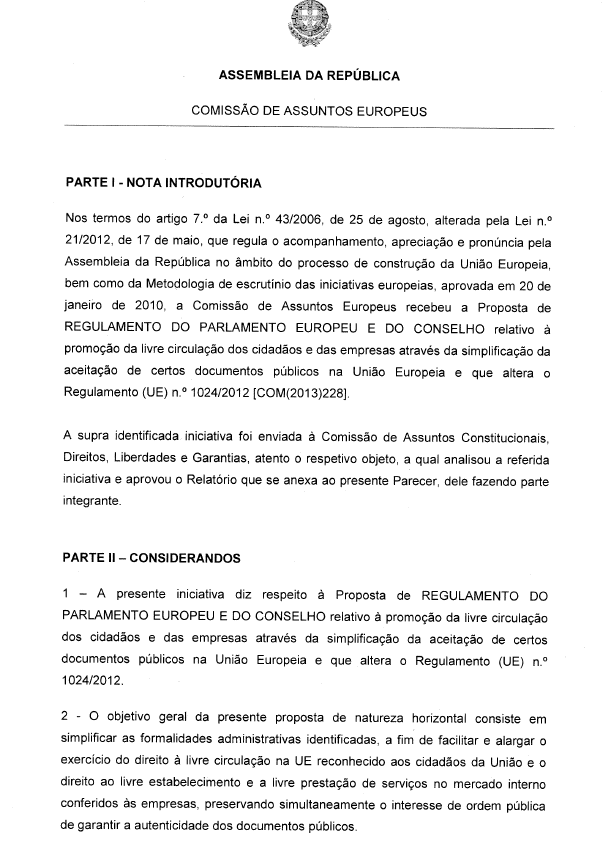 ASSEMBLEIA DA REPÚBLICA
COMISSÃO DE ASSUNTOS EUROPEUS
PARTE I - NOTA INTRODUTÓRIA
Nos termos do artigo 7.º da Lei n.º 43/2006, de 25 de agosto, alterada pela Lei n.º
21/2012, de 17 de maio, que regula o acompanhamento, apreciação e pronúncia pela
Assembleia da República no âmbito do processo de construção da União Europeia,
bem como da Metodologia de escrutínio das iniciativas europeias, aprovada em 20 de
janeiro de 2010, a Comissão de Assuntos Europeus recebeu a Proposta de
REGULAMENTO DO PARLAMENTO EUROPEU E DO CONSELHO relativo à
promoção da livre circulação dos cidadãos e das empresas através da simplificação da
aceitação de certos documentos públicos na União Europeia e que altera o
Regulamento (UE) n.º 1024/2012 [COM(2013)228].
A supra identificada iniciativa foi enviada à Comissão de Assuntos Constitucionais,
Direitos, Liberdades e Garantias, atento o respetivo objeto, a qual analisou a referida
iniciativa e aprovou o Relatório que se anexa ao presente Parecer, dele fazendo parte
integrante.
PARTE II – CONSIDERANDOS
1 – A presente iniciativa diz respeito à Proposta de REGULAMENTO DO
PARLAMENTO EUROPEU E DO CONSELHO relativo à promoção da livre circulação
dos cidadãos e das empresas através da simplificação da aceitação de certos
documentos públicos na União Europeia e que altera o Regulamento (UE) n.º
1024/2012.
2 - O objetivo geral da presente proposta de natureza horizontal consiste em
simplificar as formalidades administrativas identificadas, a fim de facilitar e alargar o
exercício do direito à livre circulação na UE reconhecido aos cidadãos da União e o
direito ao livre estabelecimento e a livre prestação de serviços no mercado interno
conferidos às empresas, preservando simultaneamente o interesse de ordem pública
de garantir a autenticidade dos documentos públicos.